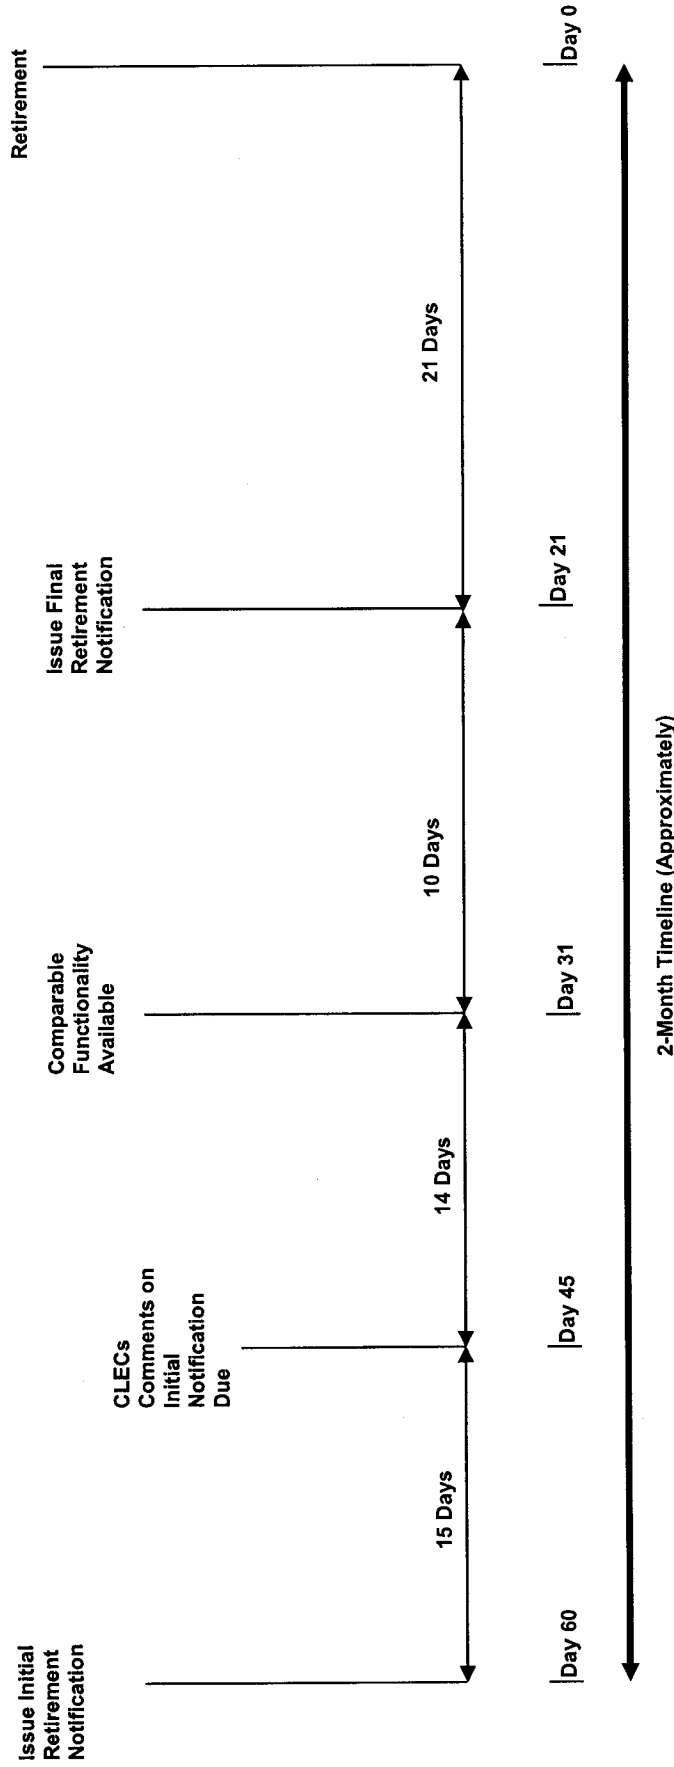 Issue Initial
Retirement
Notification
CLECs
Comments on
Initial
Notification
Due
Comparable
Functionality
Available
Issue Final
Retirement
Notification
Retirement
15 Days
14 Days
10 Days
21 Days
Day 60
Day 45
Day 31
Day 21
Day 0
2-Month Timeline (Approximately)